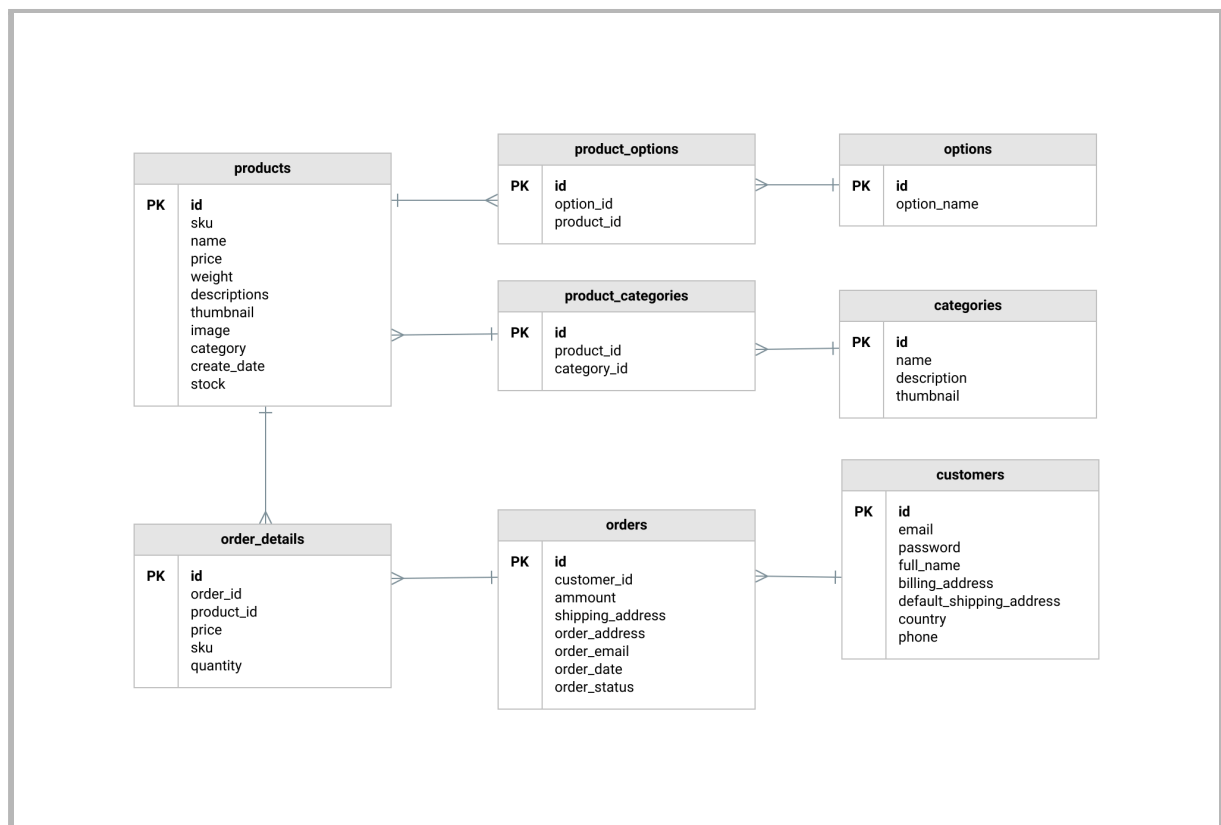 products
PK
id
sku
name
price
weight
descriptions
thumbnail
image
category
create_date
stock
product_options
PK
id
option_id
product_id
options
PK
id
option_name
product_categories
PK
id
product_id
category_id
categories
PK
id
name
description
thumbnail
order_details
PK
id
order_id
product_id
price
sku
quantity
orders
PK
id
customer_id
ammount
shipping_address
order_address
order_email
order_date
order_status
customers
PK
id
email
password
full_name
billing_address
default_shipping_address
country
phone